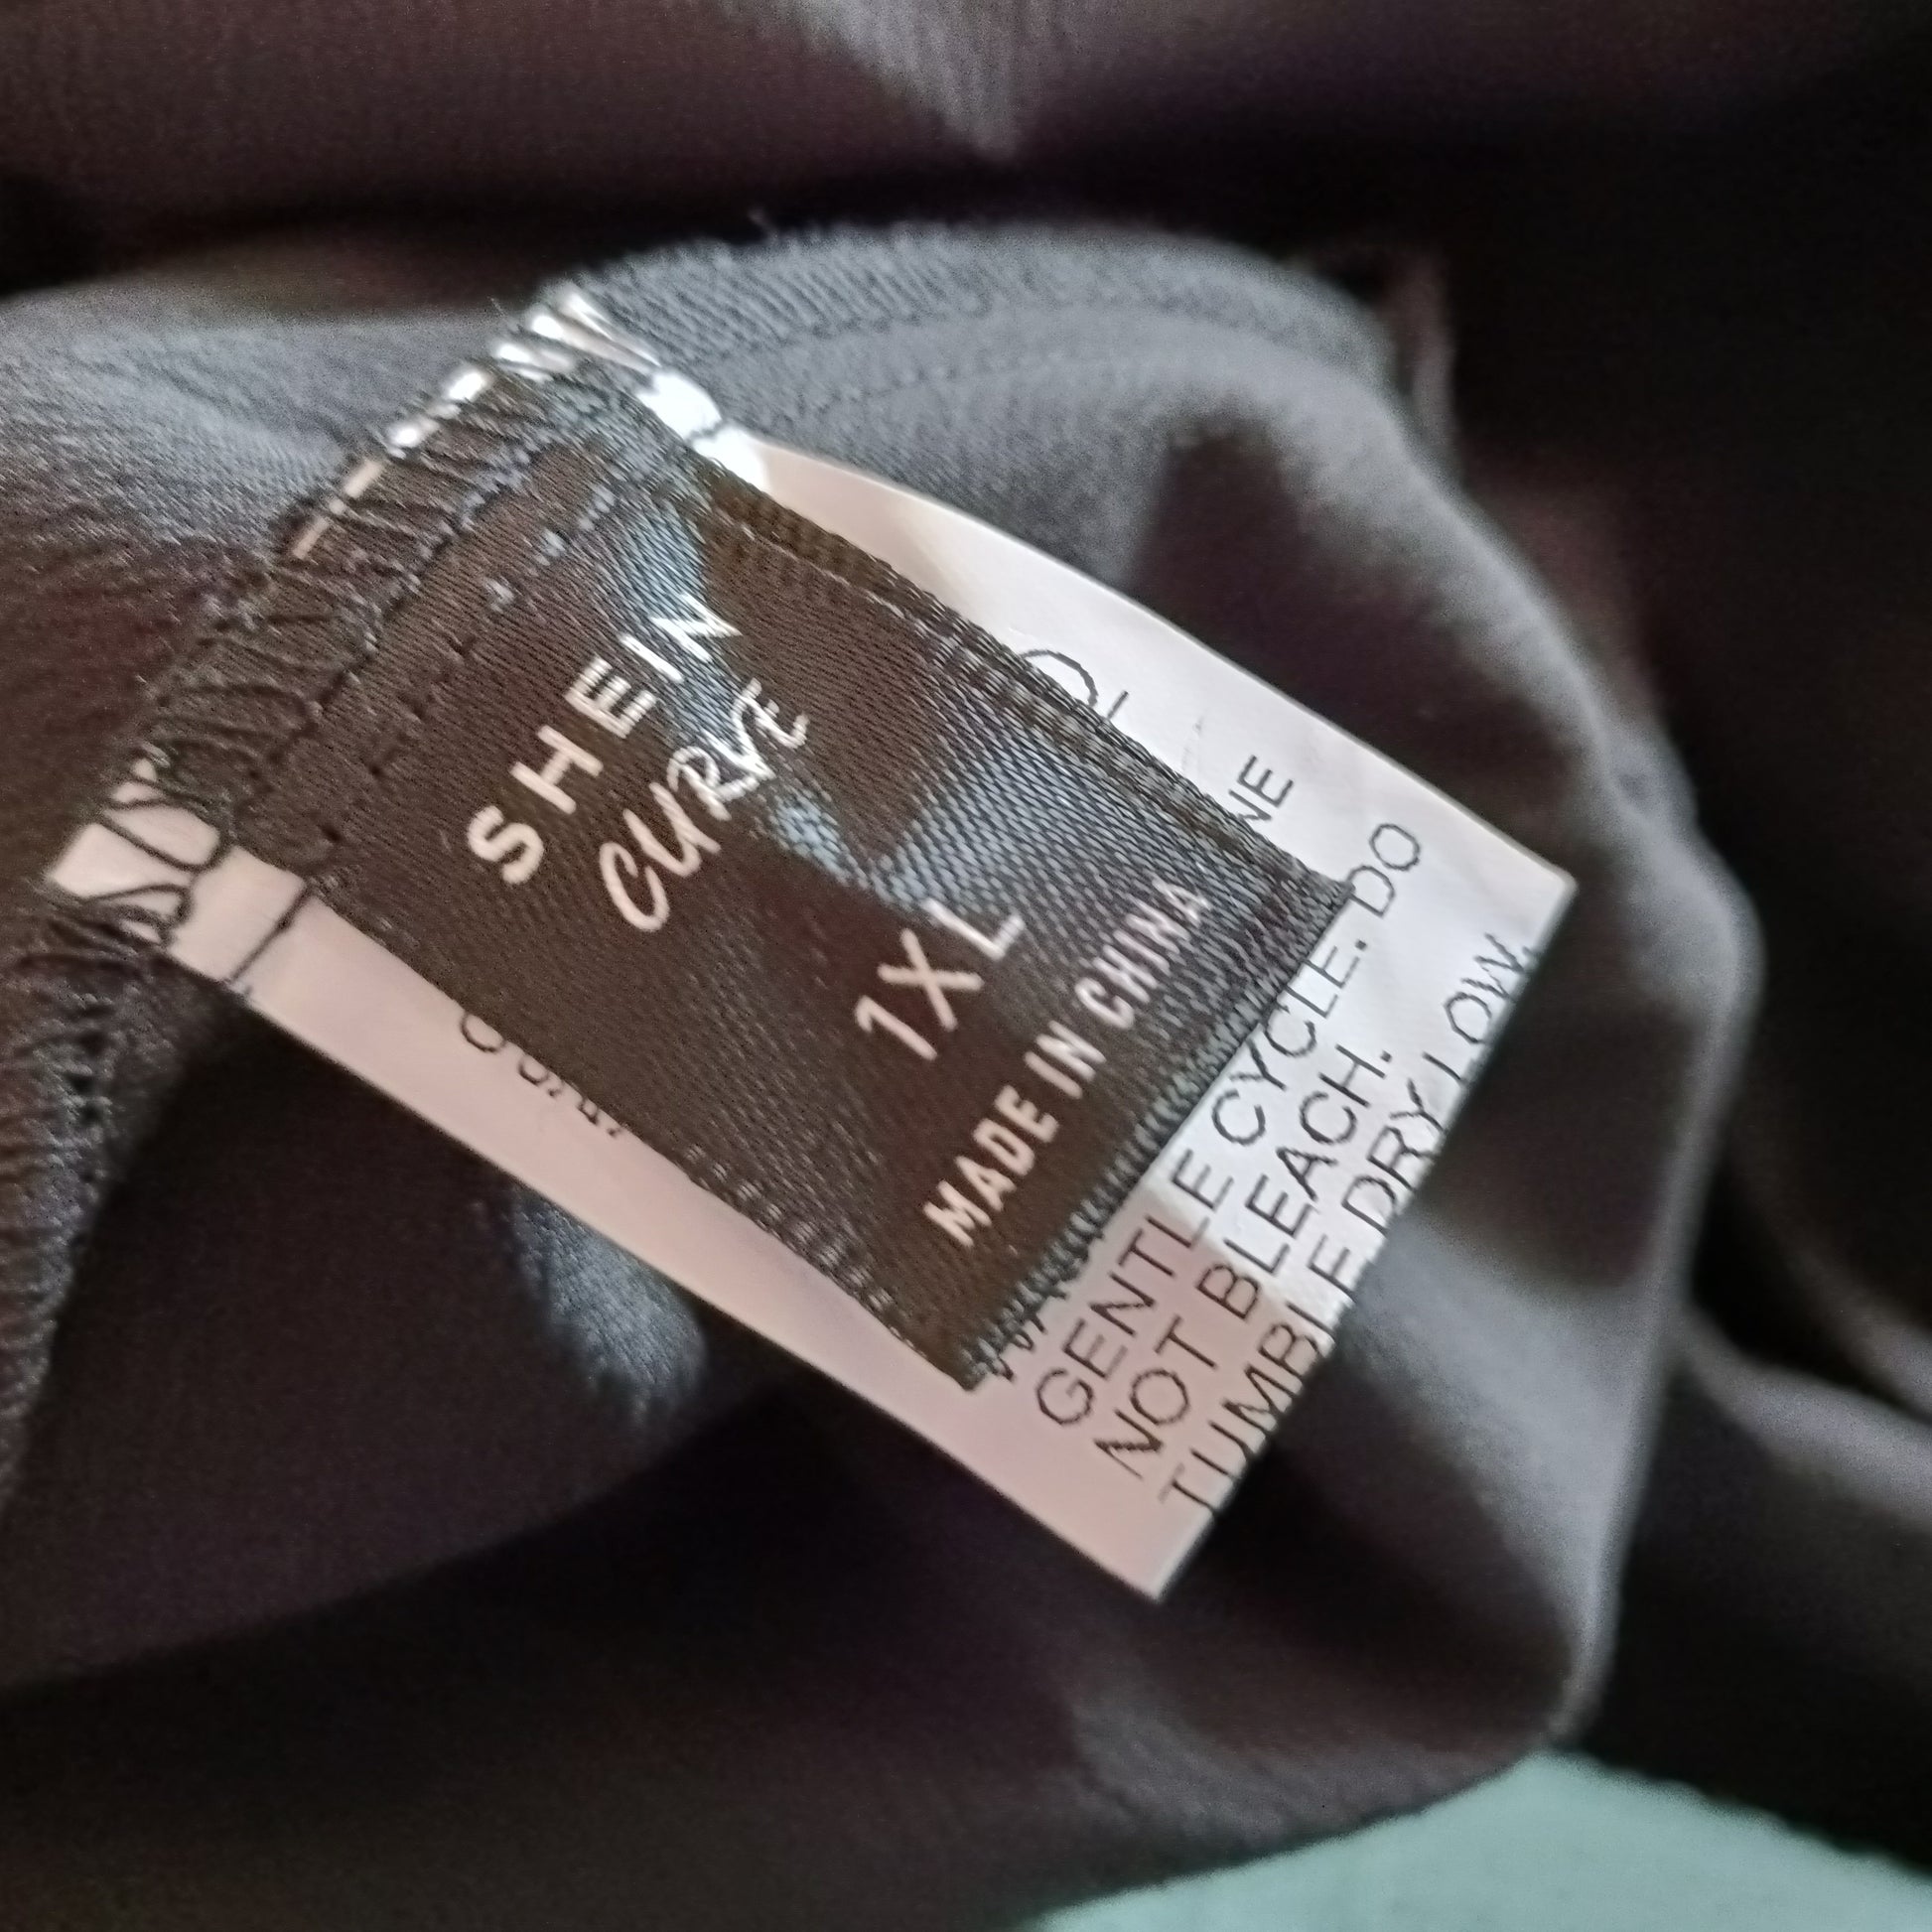 SHEIN
CURVE
1XL
MADE IN CHINA
GENTLE CYCLE. DO
NOT BLEACH.
TUMBLE DRY LOW.